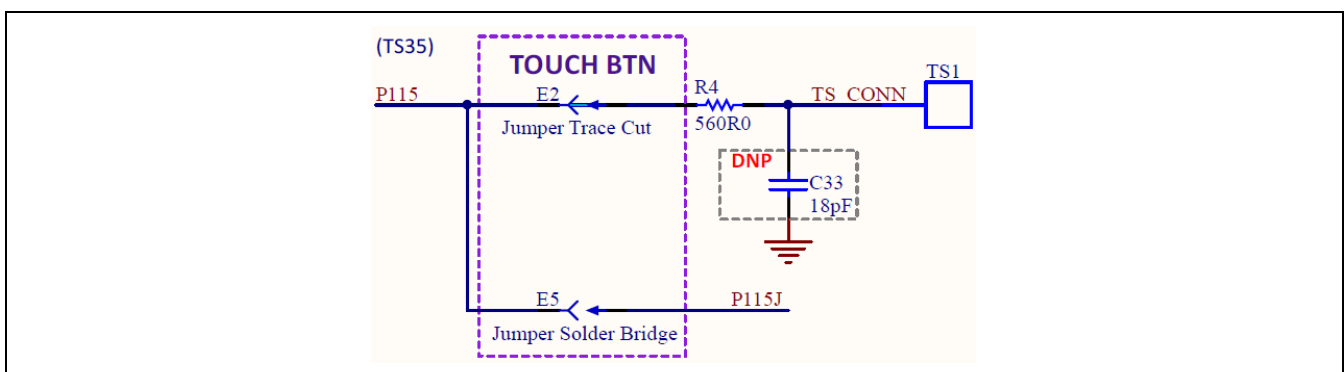 (TS35)
TOUCH BTN
TS1
P115
E2
R4
TS_CONN
Jumper Trace Cut
560R0
DNP
C33
18pF
E5
P115J
Jumper Solder Bridge